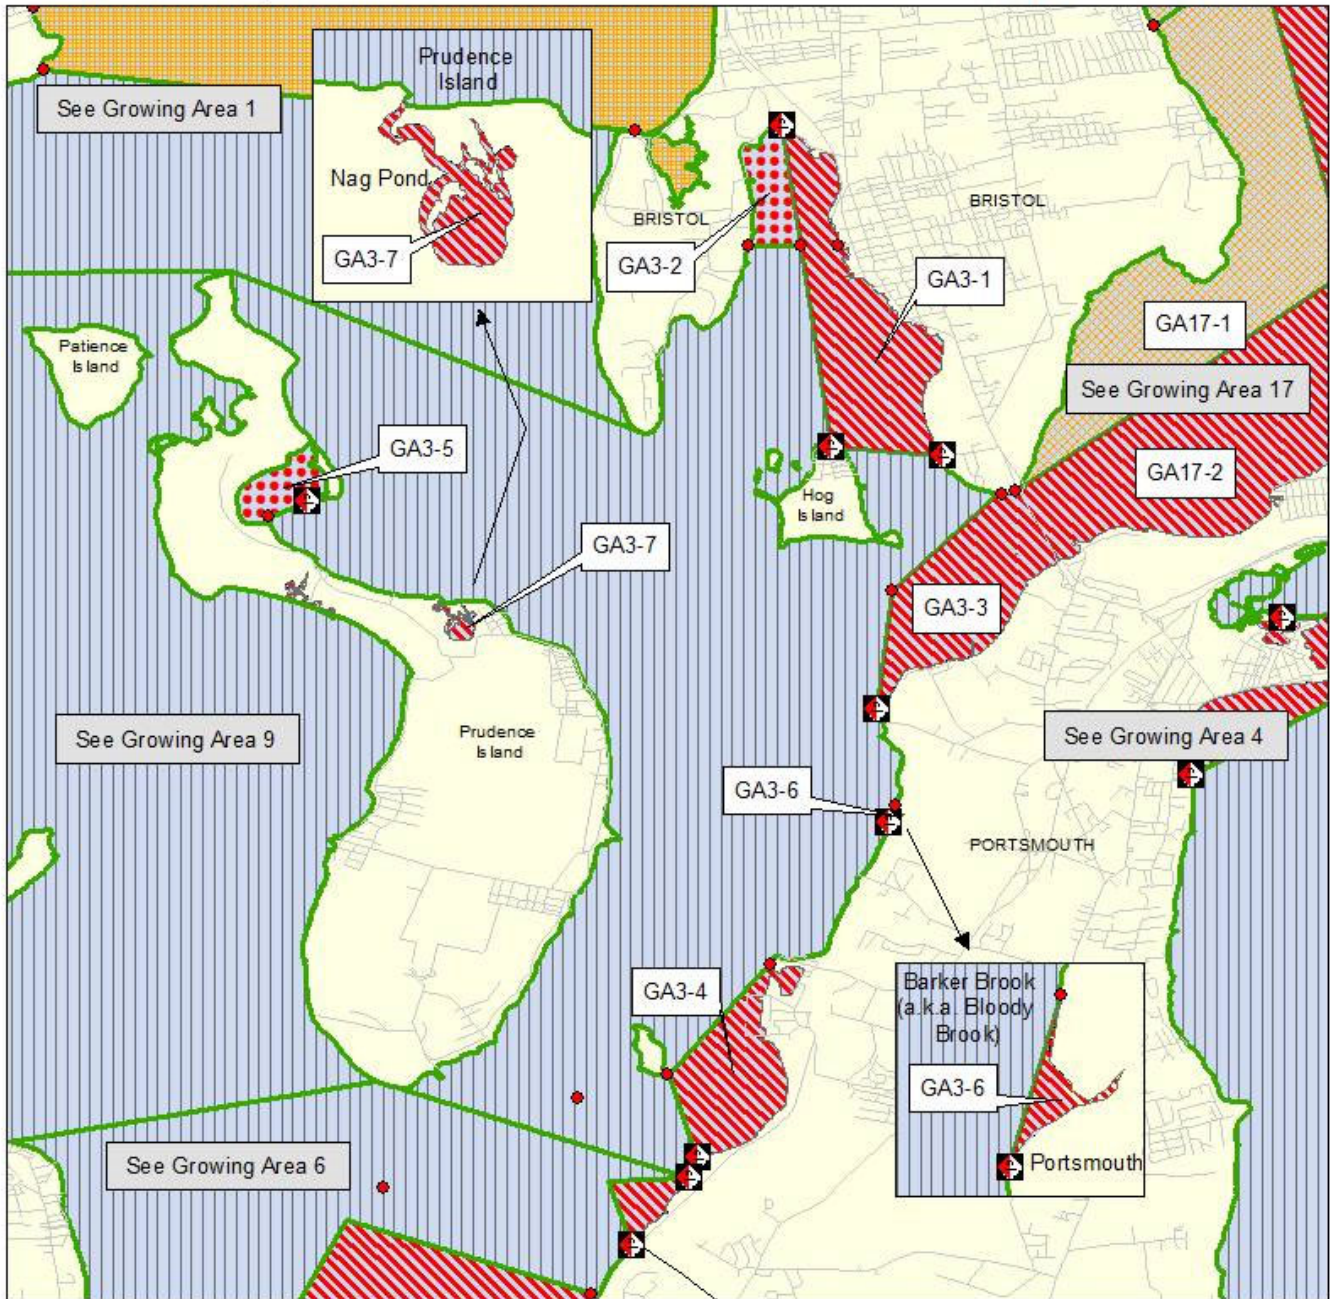 Prudence
Island
See Growing Area 1
Nag Pond
BRISTOL
BRISTOL
GA3-7
GA3-2
GA3-1
GA17-1
Patience
Island
See Growing Area 17
GA3-5
GA17-2
Hog
Island
GA3-7
GA3-3
Prudence
Island
See Growing Area 9
See Growing Area 4
GA3-6
PORTSMOUTH
GA3-4
Barker Brook
(a.k.a. Bloody
Brook)
GA3-6
See Growing Area 6
Portsmouth